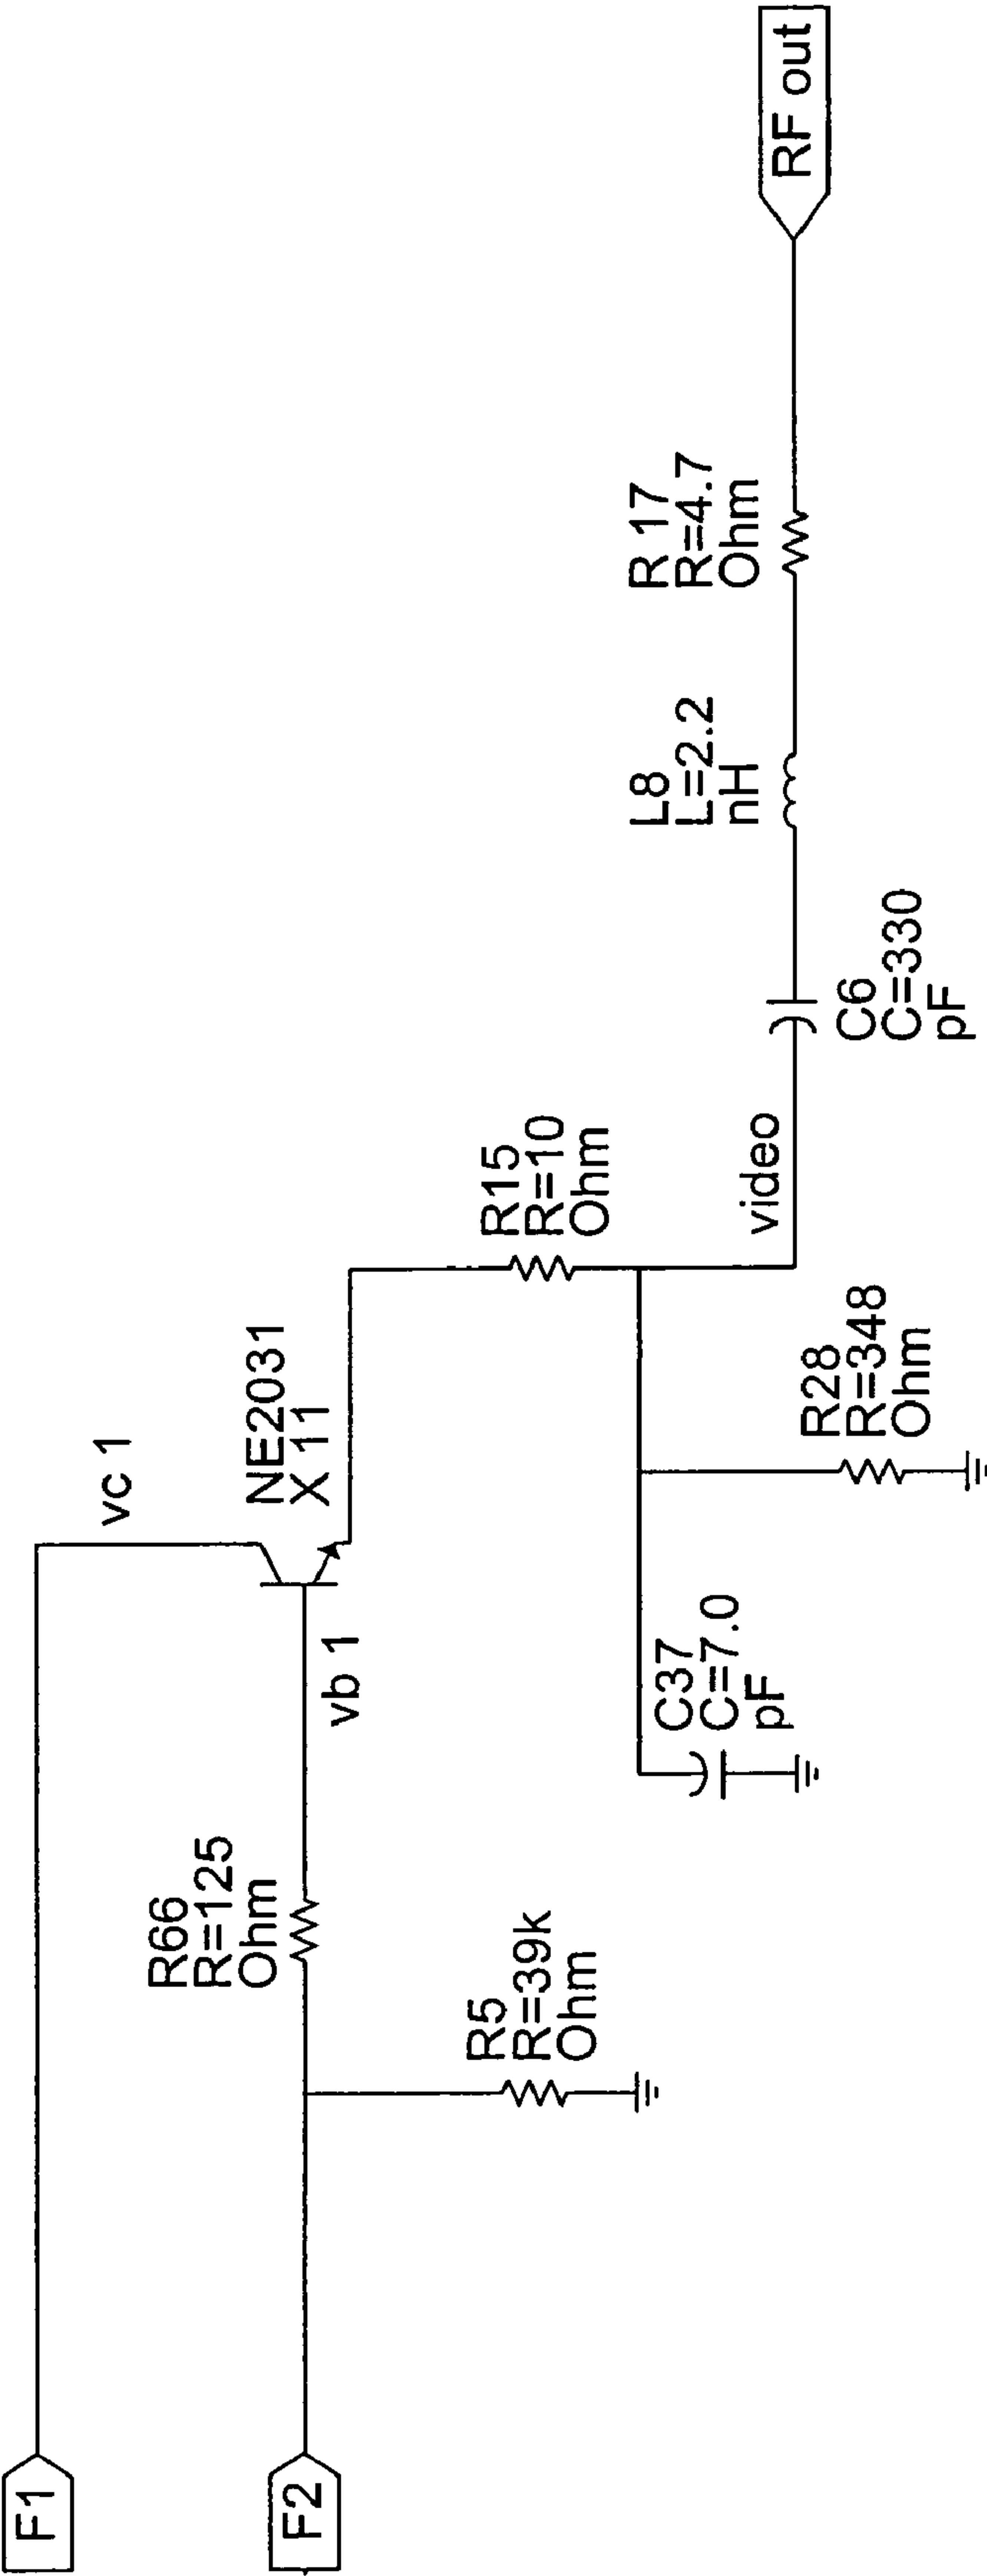 F1
vc 1
NE2031
X 11
F2
R66
R=125
Ohm
vb 1
R5
R=39k
Ohm
R15
R=10
Ohm
C37
C=7.0
pF
R28
R=348
Ohm
video
C6
C=330
pF
L8
L=2.2
nH
R 17
R=4.7
Ohm
RF out